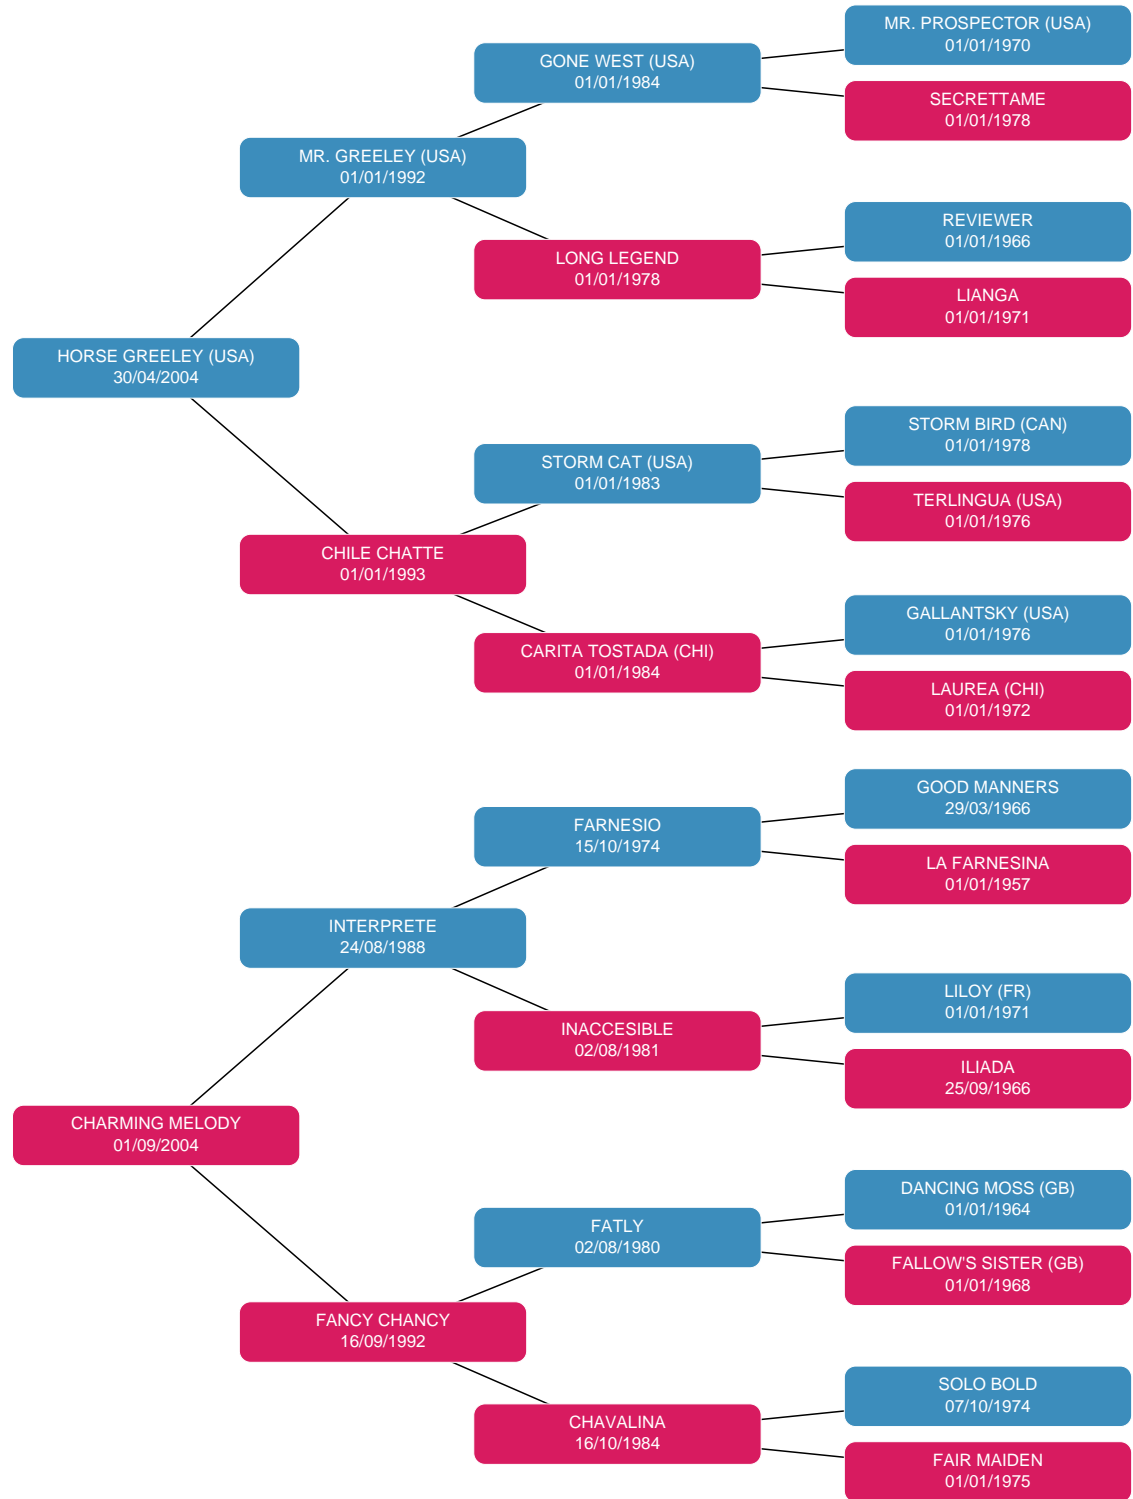 MR. PROSPECTOR (USA)
01/01/1970
GONE WEST (USA)
01/01/1984
SECRETTAME
01/01/1978
MR. GREELEY (USA)
01/01/1992
REVIEWER
01/01/1966
LONG LEGEND
01/01/1978
LIANGA
01/01/1971
HORSE GREELEY (USA)
30/04/2004
STORM BIRD (CAN)
01/01/1978
STORM CAT (USA)
01/01/1983
TERLINGUA (USA)
01/01/1976
CHILE CHATTE
01/01/1993
GALLANTSKY (USA)
01/01/1976
CARITA TOSTADA (CHI)
01/01/1984
LAUREA (CHI)
01/01/1972
GOOD MANNERS
29/03/1966
FARNESIO
15/10/1974
LA FARNESINA
01/01/1957
INTERPRETE
24/08/1988
LILOY (FR)
01/01/1971
INACCESIBLE
02/08/1981
ILIADA
25/09/1966
CHARMING MELODY
01/09/2004
DANCING MOSS (GB)
01/01/1964
FATLY
02/08/1980
FALLOW'S SISTER (GB)
01/01/1968
FANCY CHANCY
16/09/1992
SOLO BOLD
07/10/1974
CHAVALINA
16/10/1984
FAIR MAIDEN
01/01/1975